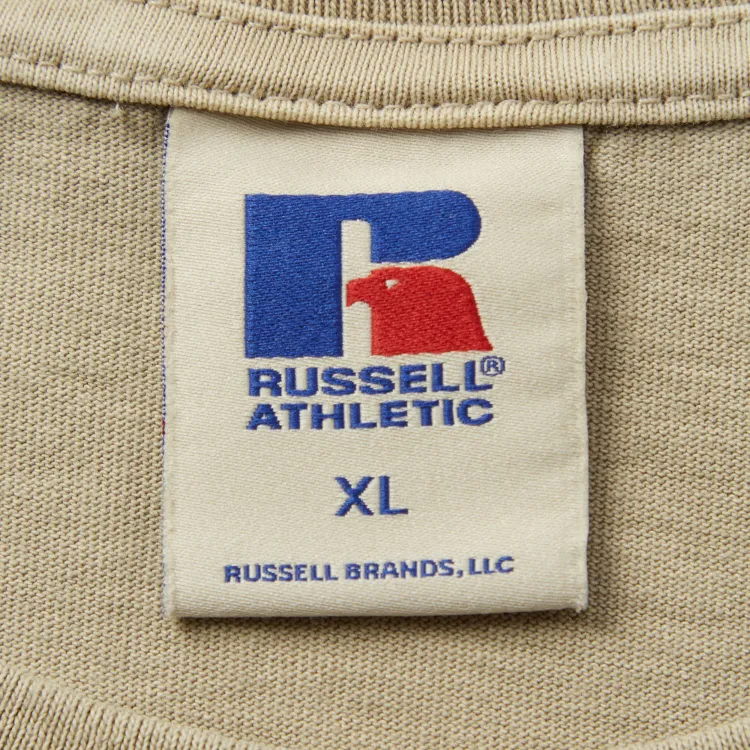 RUSSELL®
ATHLETIC
XL
RUSSELL BRANDS, LLC